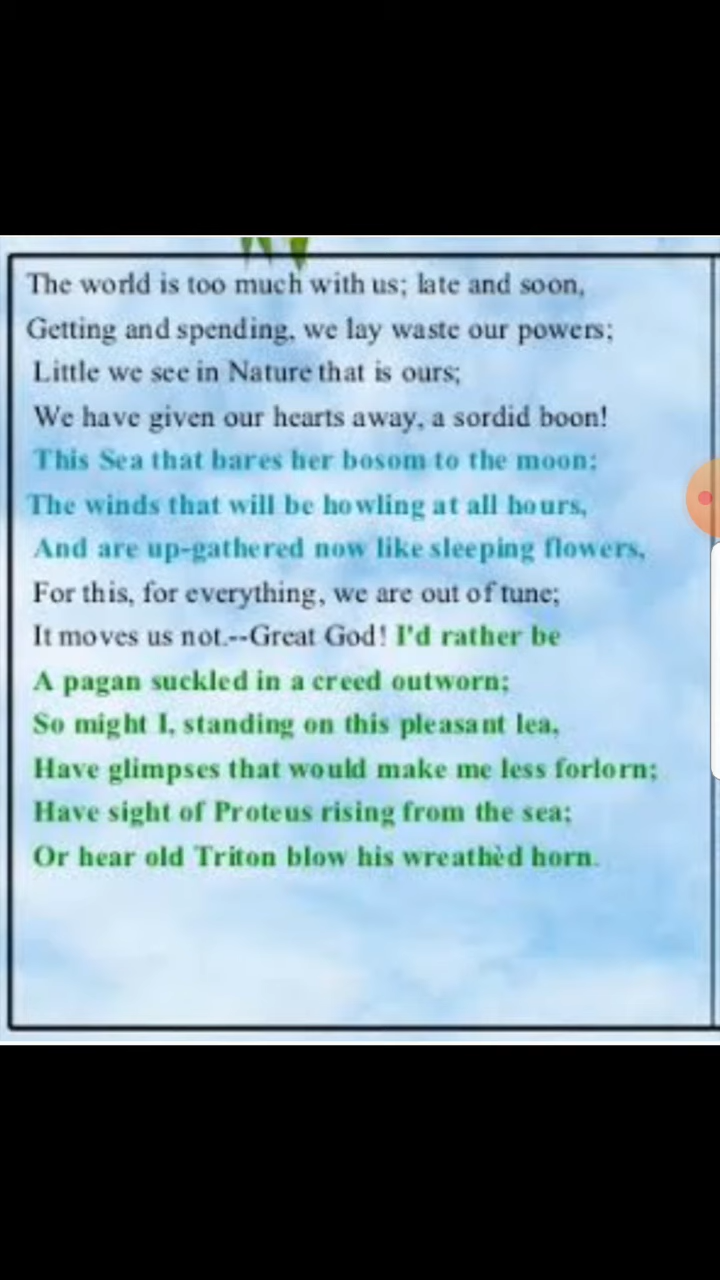 The world is too much with us; late and soon,
Getting and spending, we lay waste our powers;
Little we see in Nature that is ours;
We have given our hearts away, a sordid boon!
This Sea that bares her bosom to the moon;
The winds that will be howling at all hours,
And are up-gathered now like sleeping flowers,
For this, for everything, we are out of tune;
It moves us not.--Great God! I'd rather be
A pagan suckled in a creed outworn;
So might I, standing on this pleasant lea,
Have glimpses that would make me less forlorn;
Have sight of Proteus rising from the sea;
Or hear old Triton blow his wreathèd horn.